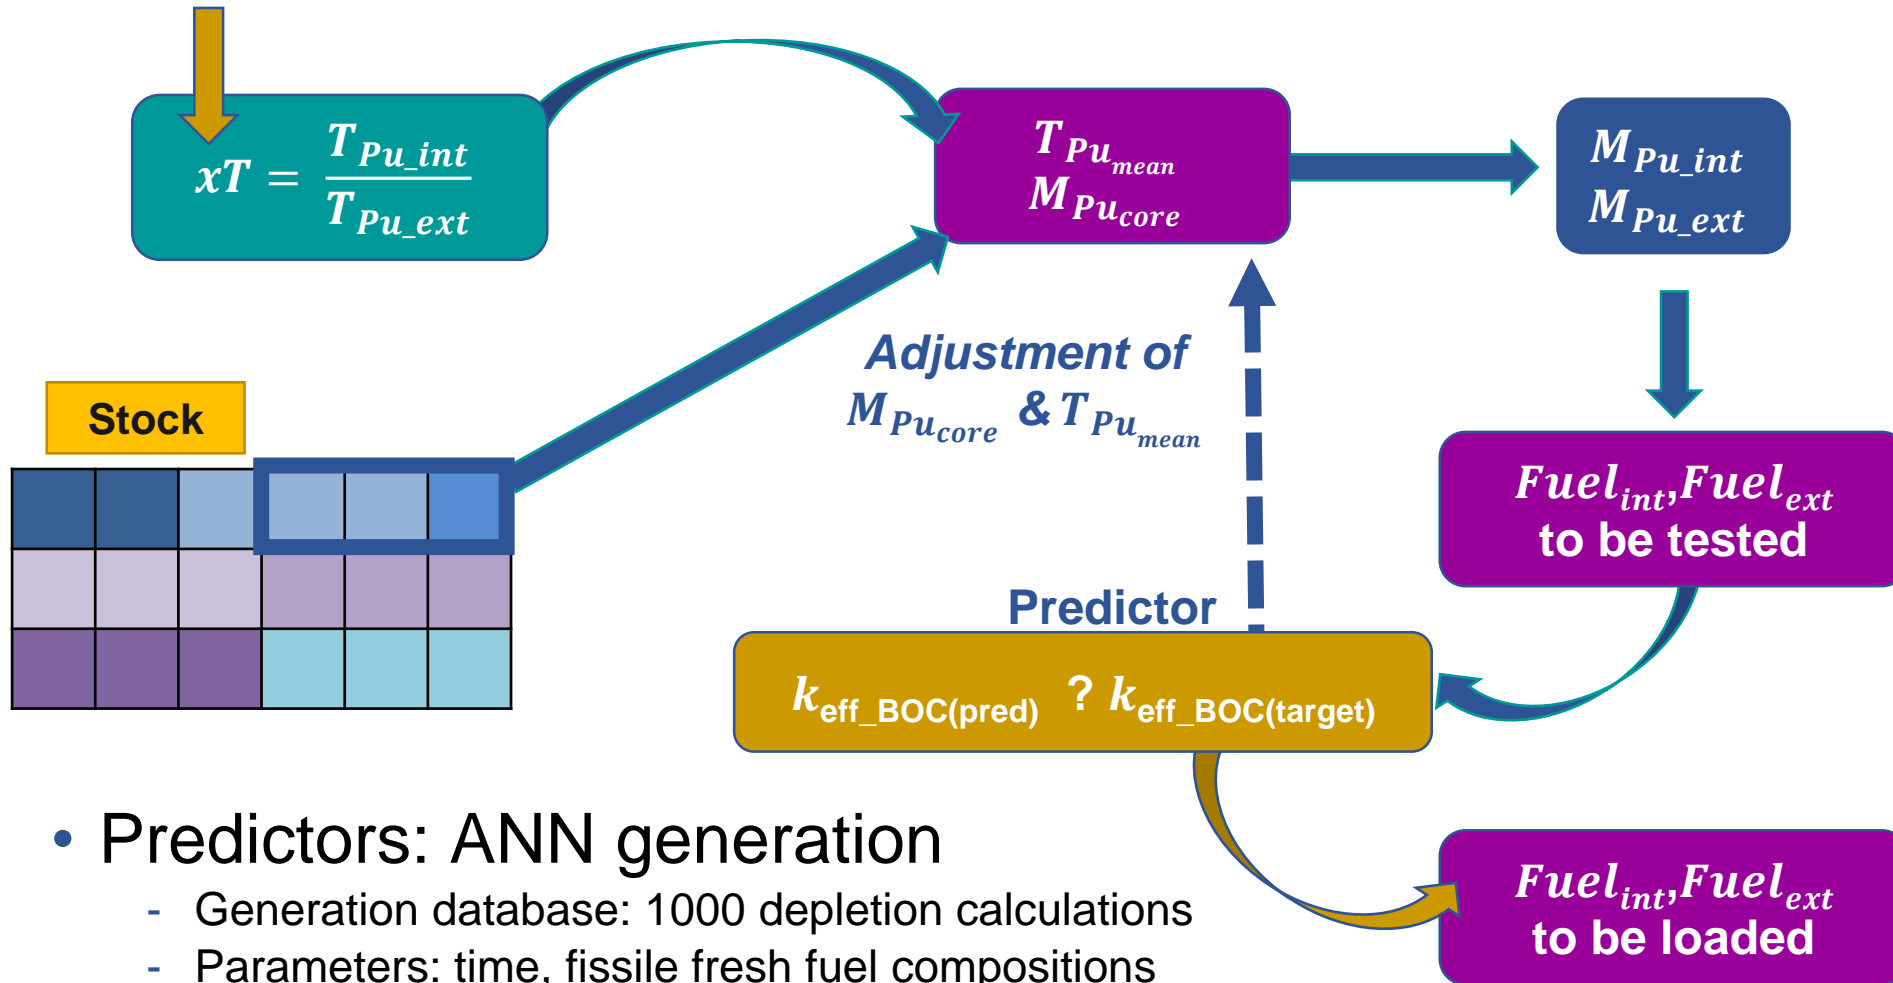 xT = T_Pu_int / T_Pu_ext
T_Pu_mean
M_Pu_core
M_Pu_int
M_Pu_ext
Adjustment of
M_Pu_core & T_Pu_mean
Stock
Fuel_int,Fuel_ext
to be tested
Predictor
k_eff_BOC(pred) ? k_eff_BOC(target)
• Predictors: ANN generation
- Generation database: 1000 depletion calculations
- Parameters: time, fissile fresh fuel compositions
Fuel_int,Fuel_ext
to be loaded